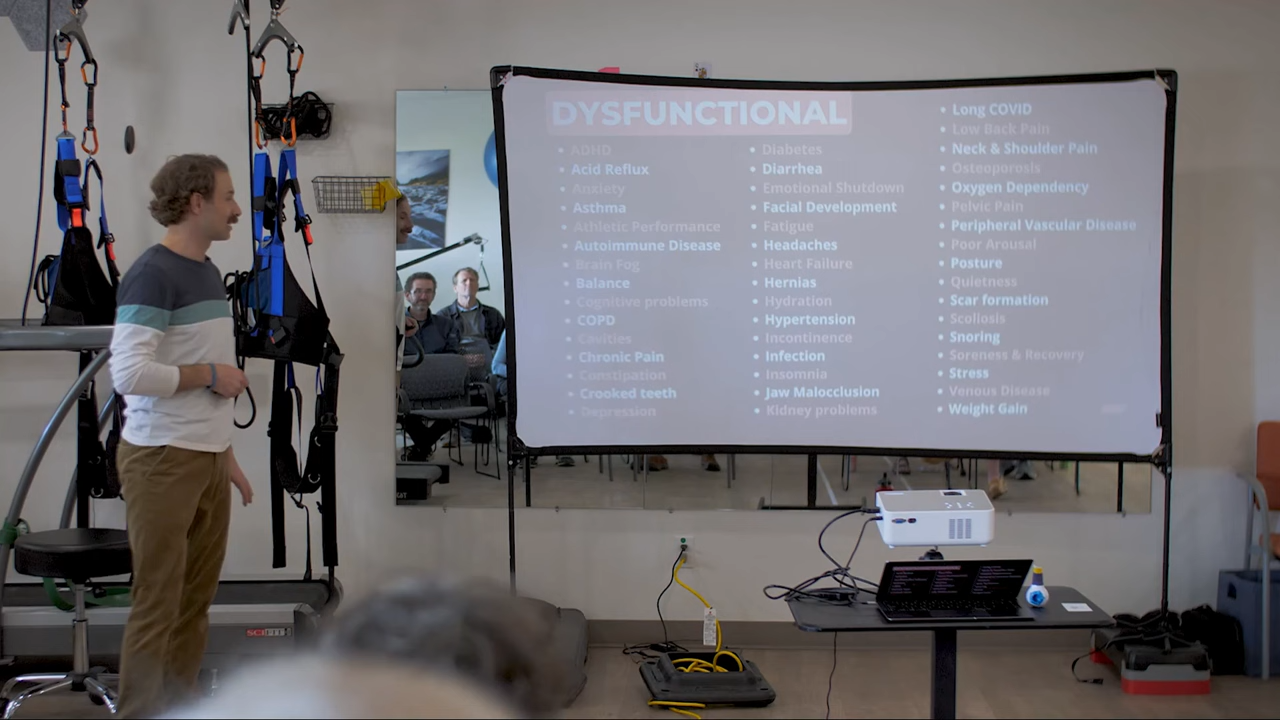 DYSFUNCTIONAL
• ADHD
• Acid Reflux
• Anxiety
• Asthma
• Athletic Performance
• Autoimmune Disease
• Brain Fog
• Balance
• Cognitive problems
• COPD
• Cavities
• Chronic Pain
• Constipation
• Crooked teeth
• Depression
• Diabetes
• Diarrhea
• Emotional Shutdown
• Facial Development
• Fatigue
• Headaches
• Heart Failure
• Hernias
• Hydration
• Hypertension
• Incontinence
• Infection
• Insomnia
• Jaw Malocclusion
• Kidney problems
• Long COVID
• Low Back Pain
• Neck & Shoulder Pain
• Osteoporosis
• Oxygen Dependency
• Pelvic Pain
• Peripheral Vascular Disease
• Poor Arousal
• Posture
• Quietness
• Scar formation
• Scoliosis
• Snoring
• Soreness & Recovery
• Stress
• Venous Disease
• Weight Gain
SCIFIT